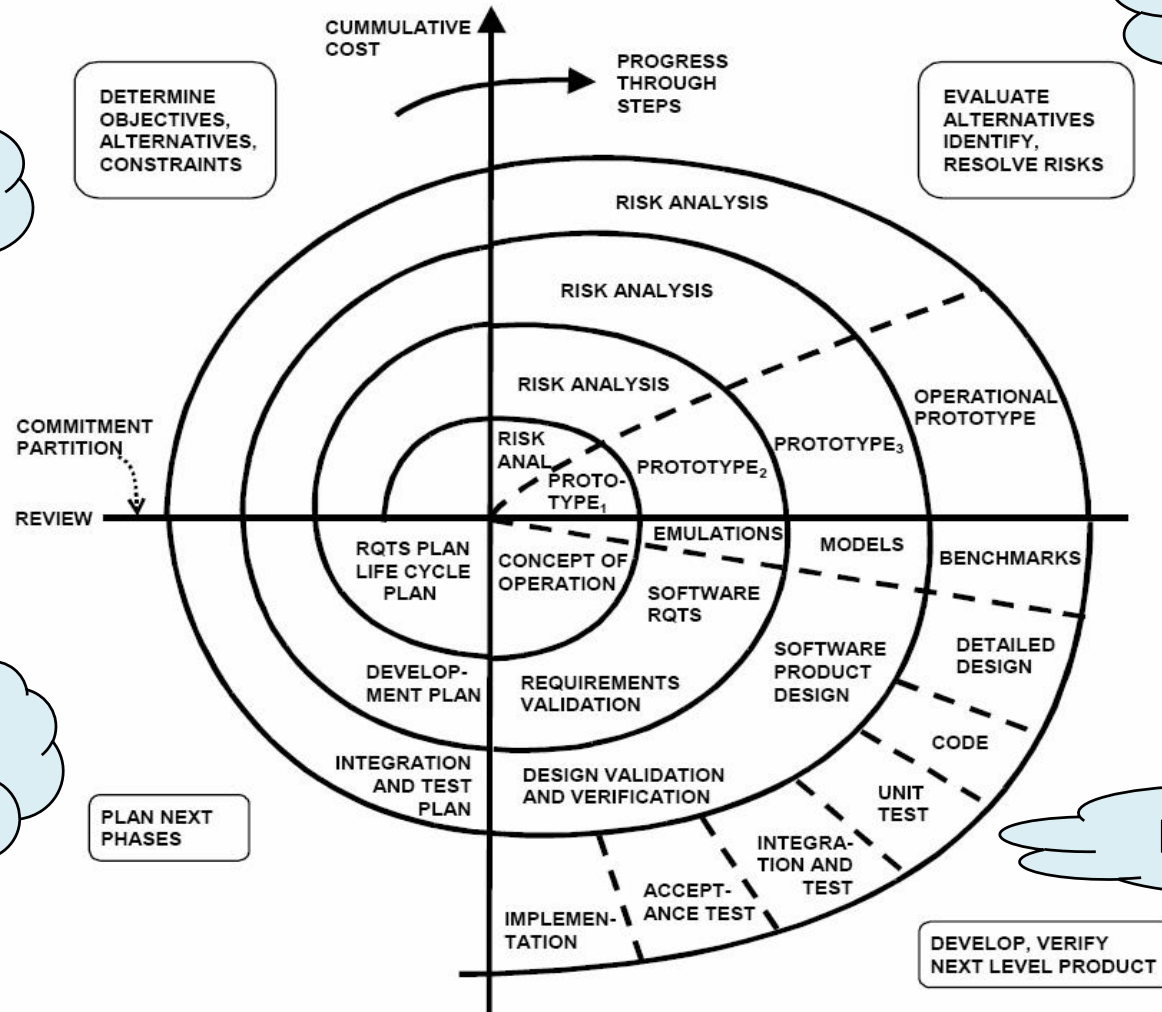 CUMMULATIVE
COST
PROGRESS
THROUGH
STEPS
DETERMINE
OBJECTIVES,
ALTERNATIVES,
CONSTRAINTS
EVALUATE
ALTERNATIVES
IDENTIFY,
RESOLVE RISKS
RISK ANALYSIS
RISK ANALYSIS
RISK ANALYSIS
RISK
ANAL
PROTO-
TYPE₁
PROTOTYPE₂
PROTOTYPE₃
OPERATIONAL
PROTOTYPE
COMMITMENT
PARTITION
REVIEW
RQTS PLAN
LIFE CYCLE
PLAN
CONCEPT OF
OPERATION
EMULATIONS
MODELS
BENCHMARKS
SOFTWARE
RQTS
SOFTWARE
PRODUCT
DESIGN
DETAILED
DESIGN
DEVELOP-
MENT PLAN
REQUIREMENTS
VALIDATION
CODE
INTEGRATION
AND TEST
PLAN
DESIGN VALIDATION
AND VERIFICATION
UNIT
TEST
INTEGRA-
TION AND
TEST
ACCEPT-
ANCE TEST
IMPLEMEN-
TATION
PLAN NEXT
PHASES
DEVELOP, VERIFY
NEXT LEVEL PRODUCT